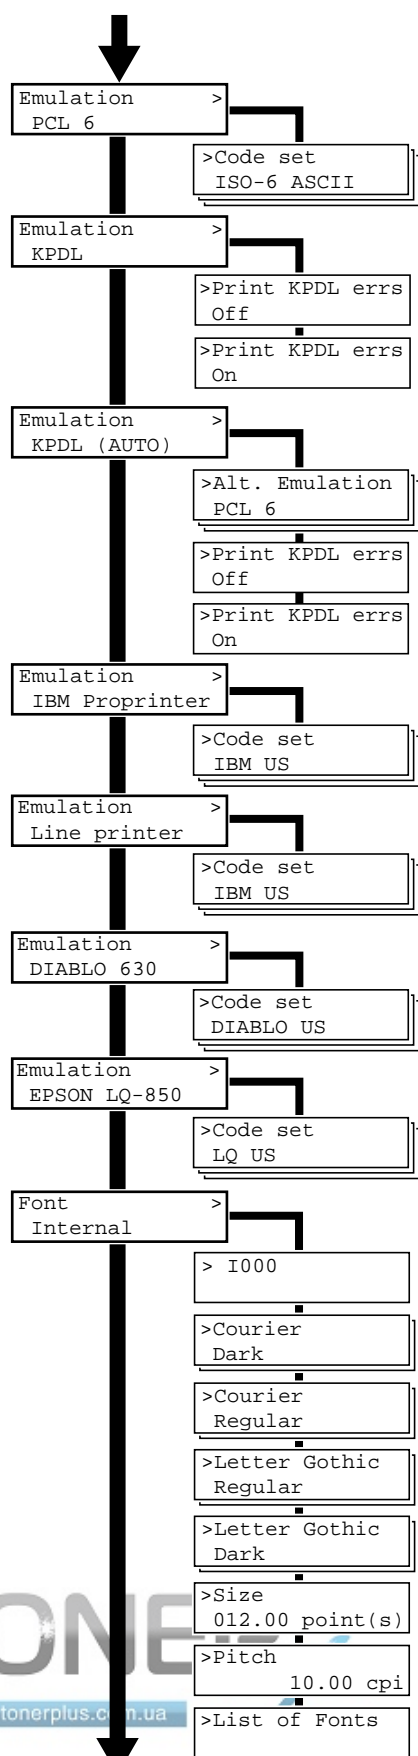 Emulation >
PCL 6
>Code set
ISO-6 ASCII
Emulation >
KPDL
>Print KPDL errs
Off
>Print KPDL errs
On
Emulation >
KPDL (AUTO)
>Alt. Emulation
PCL 6
>Print KPDL errs
Off
>Print KPDL errs
On
Emulation >
IBM Proprinter
>Code set
IBM US
Emulation >
Line printer
>Code set
IBM US
Emulation >
DIABLO 630
>Code set
DIABLO US
Emulation >
EPSON LQ-850
>Code set
LQ US
Font >
Internal
> I000
>Courier
Dark
>Courier
Regular
>Letter Gothic
Regular
>Letter Gothic
Dark
>Size
012.00 point(s)
>Pitch
10.00 cpi
>List of Fonts